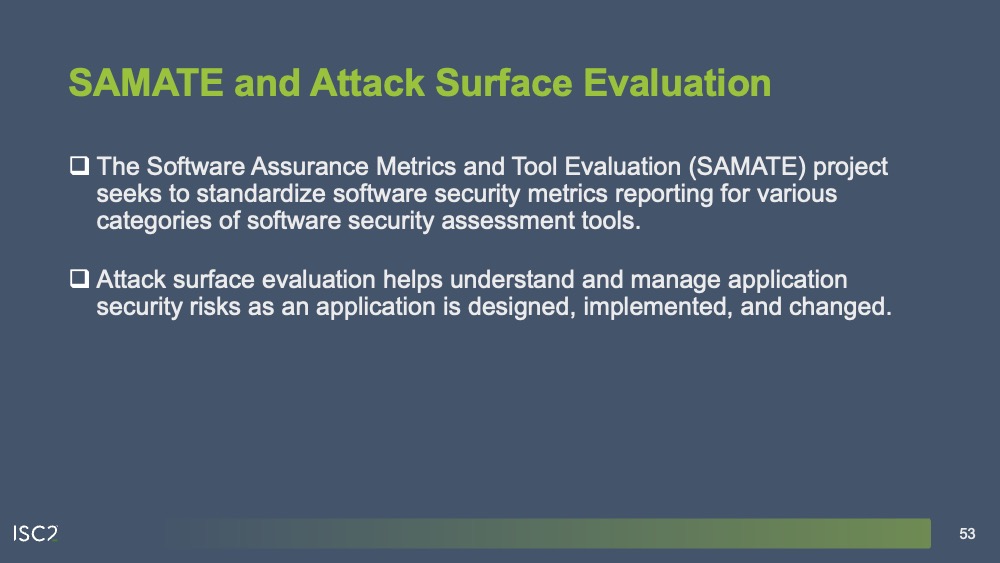 SAMATE and Attack Surface Evaluation
The Software Assurance Metrics and Tool Evaluation (SAMATE) project
seeks to standardize software security metrics reporting for various
categories of software security assessment tools.
Attack surface evaluation helps understand and manage application
security risks as an application is designed, implemented, and changed.
ISC2
53